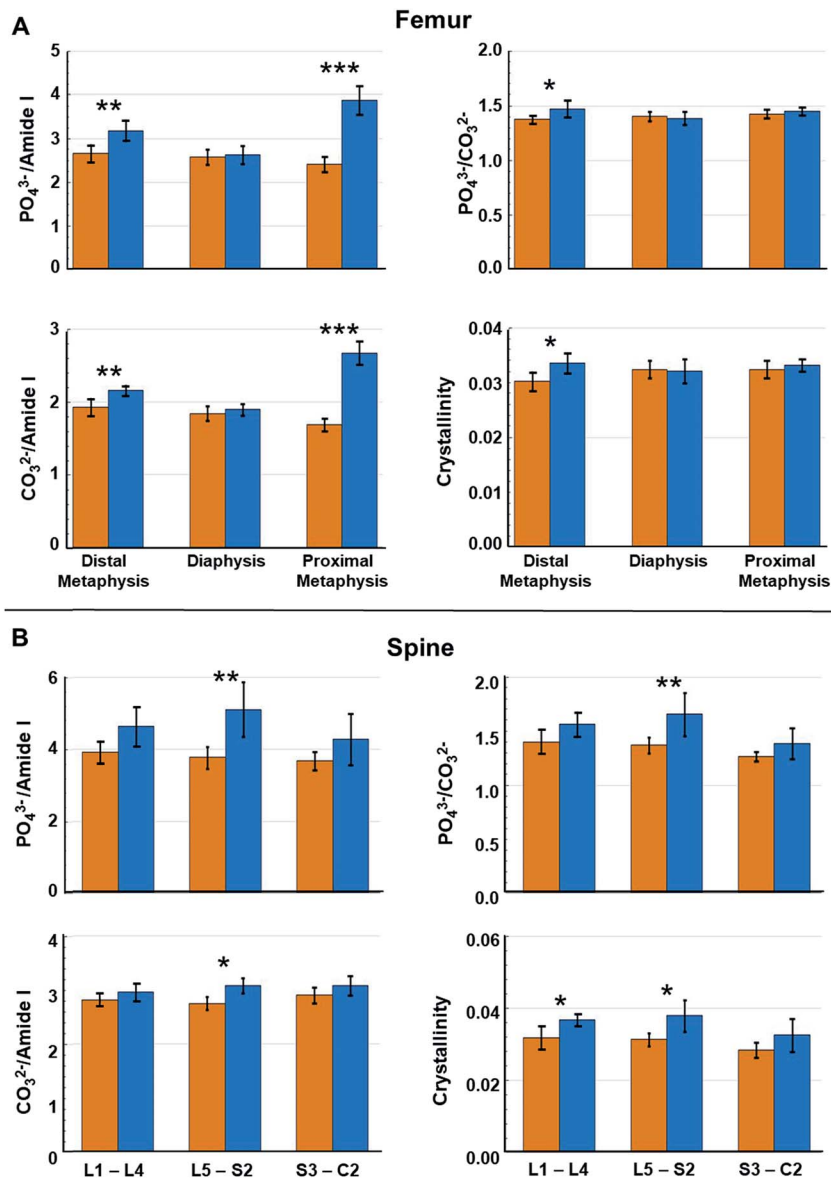 A
Femur
PO₄³⁻/Amide I
5
4
3
2
1
0
**
***
PO₄³⁻/CO₃²⁻
2.0
1.5
1.0
0.5
0.0
*
CO₃²⁻/Amide I
3
2
1
0
**
***
Distal Metaphysis
Diaphysis
Proximal Metaphysis
Crystallinity
0.04
0.03
0.02
0.01
0.00
*
Distal Metaphysis
Diaphysis
Proximal Metaphysis
B
Spine
PO₄³⁻/Amide I
6
4
2
0
**
PO₄³⁻/CO₃²⁻
2.0
1.5
1.0
0.5
0.0
**
CO₃²⁻/Amide I
4
3
2
1
0
*
L1 – L4
L5 – S2
S3 – C2
Crystallinity
0.06
0.04
0.02
0.00
*
*
L1 – L4
L5 – S2
S3 – C2